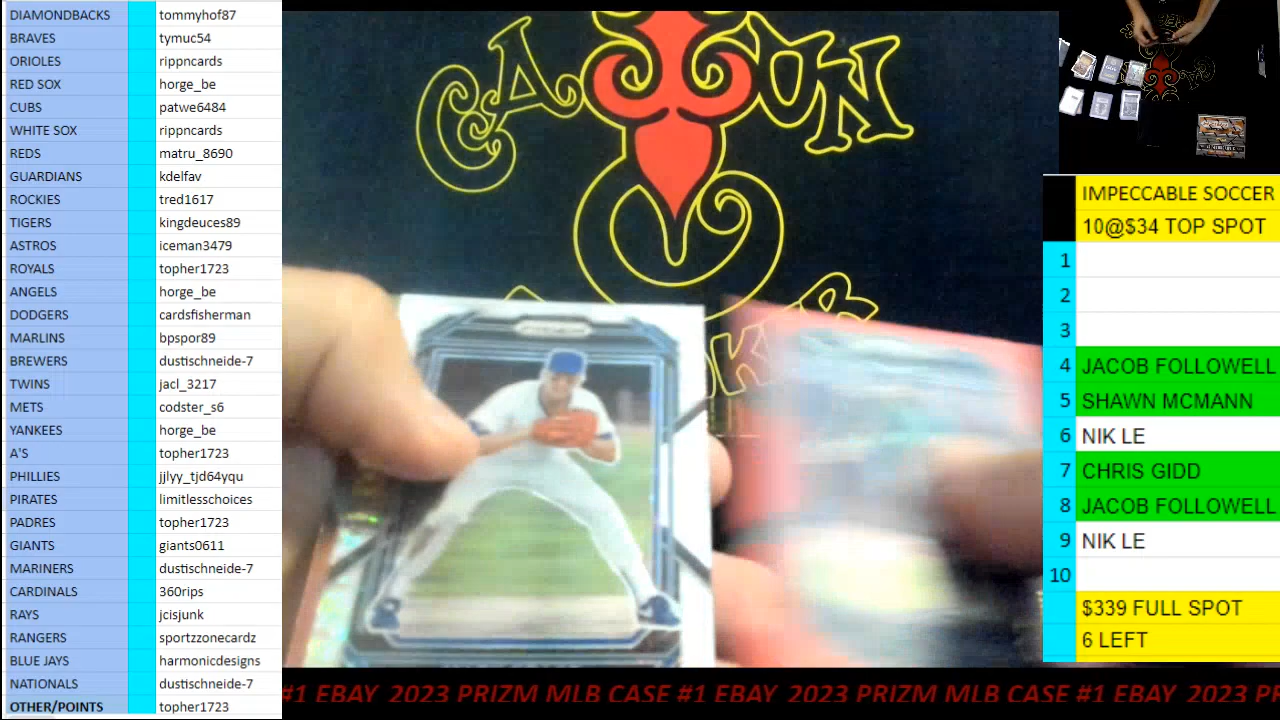 DIAMONDBACKS tommyhof87
BRAVES tymuc54
ORIOLES rippncards
RED SOX horge_be
CUBS patwe6484
WHITE SOX rippncards
REDS matru_8690
GUARDIANS kdelfav
ROCKIES tred1617
TIGERS kingdeuces89
ASTROS iceman3479
ROYALS topher1723
ANGELS horge_be
DODGERS cardsfisherman
MARLINS bpspor89
BREWERS dustischneide-7
TWINS jacl_3217
METS codster_s6
YANKEES horge_be
A'S topher1723
PHILLIES jjlyy_tjd64yqu
PIRATES limitlesschoices
PADRES topher1723
GIANTS giants0611
MARINERS dustischneide-7
CARDINALS 360rips
RAYS jcisjunk
RANGERS sportzzonecardz
BLUE JAYS harmonicdesigns
NATIONALS dustischneide-7
OTHER/POINTS topher1723
IMPECCABLE SOCCER
10@$34 TOP SPOT
1
2
3
4 JACOB FOLLOWELL
5 SHAWN MCMANN
6 NIK LE
7 CHRIS GIDD
8 JACOB FOLLOWELL
9 NIK LE
10
$339 FULL SPOT
6 LEFT
#1 EBAY 2023 PRIZM MLB CASE #1 EBAY 2023 PRIZM MLB CASE #1 EBAY 2023 PR